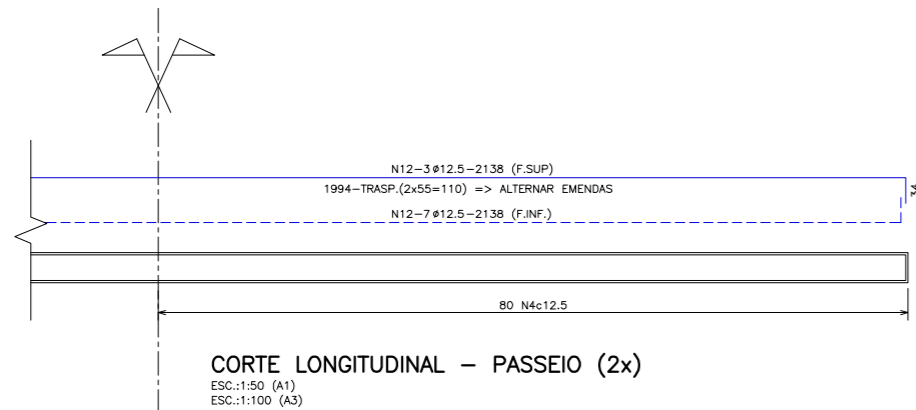 N12-3ø12.5-2138 (F.SUP)
1994-TRASP.(2x55=110) => ALTERNAR EMENDAS
34
N12-7ø12.5-2138 (F.INF.)
80 N4c12.5
CORTE LONGITUDINAL - PASSEIO (2x)
ESC.:1:50 (A1)
ESC.:1:100 (A3)